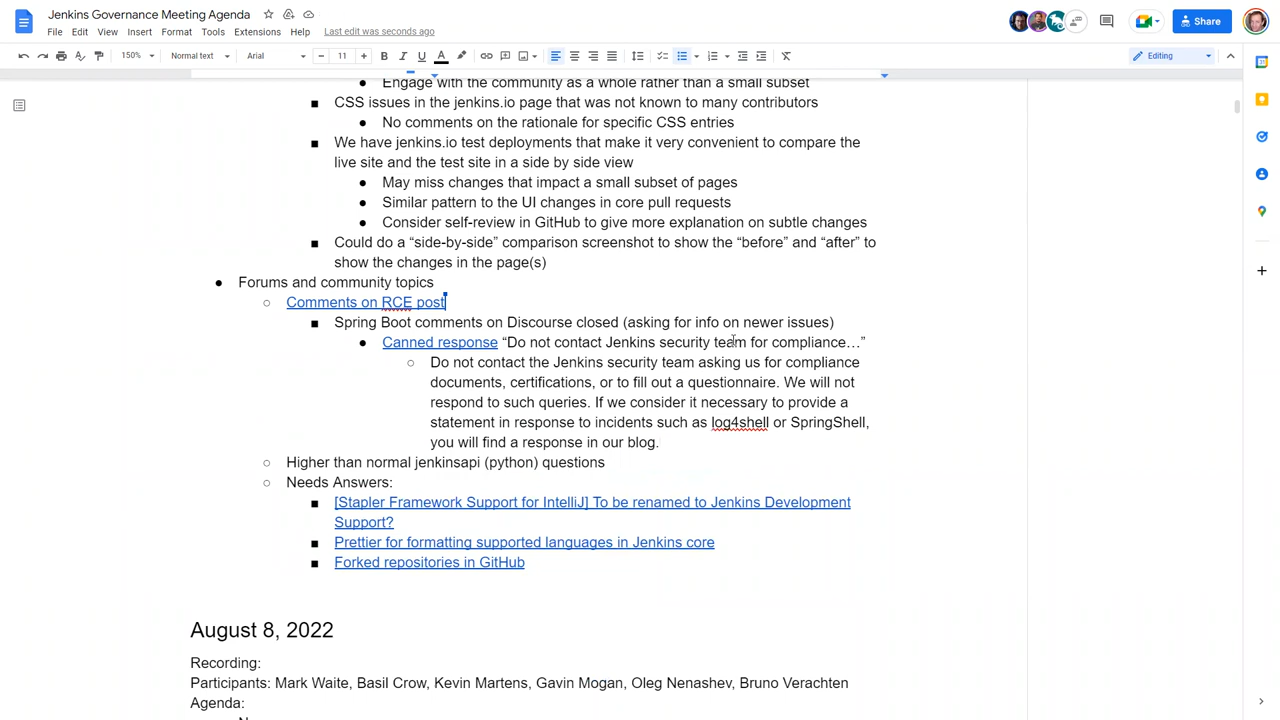 Jenkins Governance Meeting Agenda
File Edit View Insert Format Tools Extensions Help Last edit was seconds ago
Share
150% Normal text Arial 11 B I U A Editing
Engage with the community as a whole rather than a small subset
CSS issues in the jenkins.io page that was not known to many contributors
No comments on the rationale for specific CSS entries
We have jenkins.io test deployments that make it very convenient to compare the
live site and the test site in a side by side view
May miss changes that impact a small subset of pages
Similar pattern to the UI changes in core pull requests
Consider self-review in GitHub to give more explanation on subtle changes
Could do a “side-by-side” comparison screenshot to show the “before” and “after” to
show the changes in the page(s)
Forums and community topics
Comments on RCE post
Spring Boot comments on Discourse closed (asking for info on newer issues)
Canned response “Do not contact Jenkins security team for compliance…”
Do not contact the Jenkins security team asking us for compliance
documents, certifications, or to fill out a questionnaire. We will not
respond to such queries. If we consider it necessary to provide a
statement in response to incidents such as log4shell or SpringShell,
you will find a response in our blog.
Higher than normal jenkinsapi (python) questions
Needs Answers:
[Stapler Framework Support for IntelliJ] To be renamed to Jenkins Development
Support?
Prettier for formatting supported languages in Jenkins core
Forked repositories in GitHub
August 8, 2022
Recording:
Participants: Mark Waite, Basil Crow, Kevin Martens, Gavin Mogan, Oleg Nenashev, Bruno Verachten
Agenda: